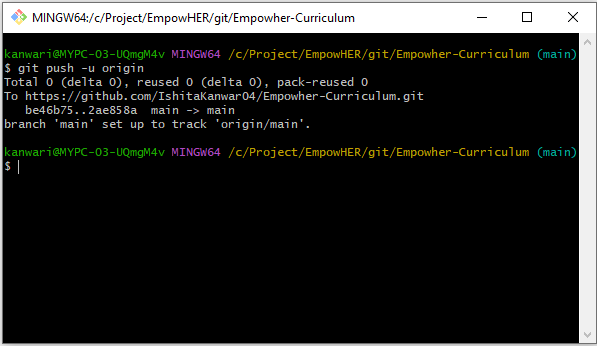 MINGW64:/c/Project/EmpowHER/git/Empowher-Curriculum
kanwari@MYPC-O3-UQmgM4v MINGW64 /c/Project/EmpowHER/git/Empowher-Curriculum (main)
$ git push -u origin
Total 0 (delta 0), reused 0 (delta 0), pack-reused 0
To https://github.com/IshitaKanwar04/Empowher-Curriculum.git
   be46b75..2ae858a  main -> main
branch 'main' set up to track 'origin/main'.
kanwari@MYPC-O3-UQmgM4v MINGW64 /c/Project/EmpowHER/git/Empowher-Curriculum (main)
$